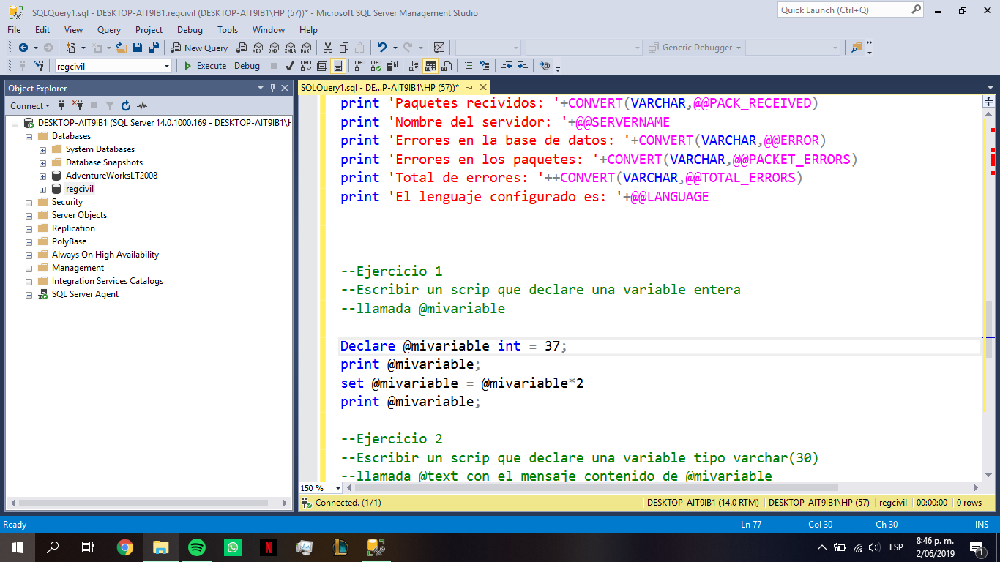 SQLQuery1.sql - DESKTOP-AIT9IB1.regcivil (DESKTOP-AIT9IB1\HP (57))* - Microsoft SQL Server Management Studio
Quick Launch (Ctrl+Q)
File Edit View Query Project Debug Tools Window Help
New Query MDX DMX XMLA DAX Generic Debugger
regcivil Execute Debug
Object Explorer
Connect
DESKTOP-AIT9IB1 (SQL Server 14.0.1000.169 - DESKTOP-AIT9IB1\H
Databases
System Databases
Database Snapshots
AdventureWorksLT2008
regcivil
Security
Server Objects
Replication
PolyBase
Always On High Availability
Management
Integration Services Catalogs
SQL Server Agent
SQLQuery1.sql - DE...P-AIT9IB1\HP (57))*
print 'Paquetes recividos: '+CONVERT(VARCHAR,@@PACK_RECEIVED)
print 'Nombre del servidor: '+@@SERVERNAME
print 'Errores en la base de datos: '+CONVERT(VARCHAR,@@ERROR)
print 'Errores en los paquetes: '+CONVERT(VARCHAR,@@PACKET_ERRORS)
print 'Total de errores: '++CONVERT(VARCHAR,@@TOTAL_ERRORS)
print 'El lenguaje configurado es: '+@@LANGUAGE
--Ejercicio 1
--Escribir un scrip que declare una variable entera
--llamada @mivariable
Declare @mivariable int = 37;
print @mivariable;
set @mivariable = @mivariable*2
print @mivariable;
--Ejercicio 2
--Escribir un scrip que declare una variable tipo varchar(30)
--llamada @text con el mensaje contenido de @mivariable
150 %
Connected. (1/1) DESKTOP-AIT9IB1 (14.0 RTM) DESKTOP-AIT9IB1\HP (57) regcivil 00:00:00 0 rows
Ready Ln 77 Col 30 Ch 30 INS
N L ESP 8:46 p. m.
2/06/2019
1